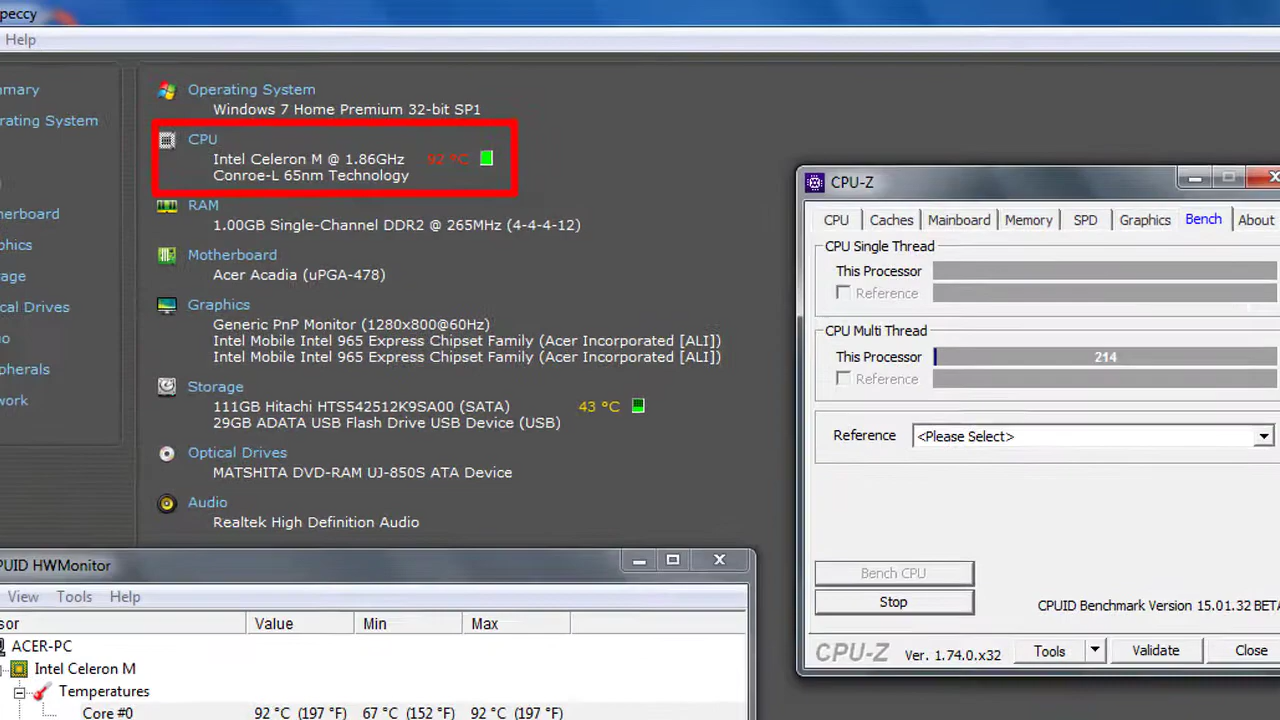 peccy
Help
mmary
rating System
herboard
phics
age
cal Drives
o
pherals
work
Operating System
Windows 7 Home Premium 32-bit SP1
CPU
Intel Celeron M @ 1.86GHz 92 °C
Conroe-L 65nm Technology
RAM
1.00GB Single-Channel DDR2 @ 265MHz (4-4-4-12)
Motherboard
Acer Acadia (uPGA-478)
Graphics
Generic PnP Monitor (1280x800@60Hz)
Intel Mobile Intel 965 Express Chipset Family (Acer Incorporated [ALI])
Intel Mobile Intel 965 Express Chipset Family (Acer Incorporated [ALI])
Storage
111GB Hitachi HTS542512K9SA00 (SATA) 43 °C
29GB ADATA USB Flash Drive USB Device (USB)
Optical Drives
MATSHITA DVD-RAM UJ-850S ATA Device
Audio
Realtek High Definition Audio
CPU-Z
CPU Caches Mainboard Memory SPD Graphics Bench About
CPU Single Thread
This Processor
Reference
CPU Multi Thread
This Processor 214
Reference
Reference <Please Select>
Bench CPU
Stop
CPUID Benchmark Version 15.01.32 BETA
CPU-Z Ver. 1.74.0.x32 Tools Validate Close
PUID HWMonitor
View Tools Help
sor Value Min Max
ACER-PC
Intel Celeron M
Temperatures
Core #0 92 °C (197 °F) 67 °C (152 °F) 92 °C (197 °F)